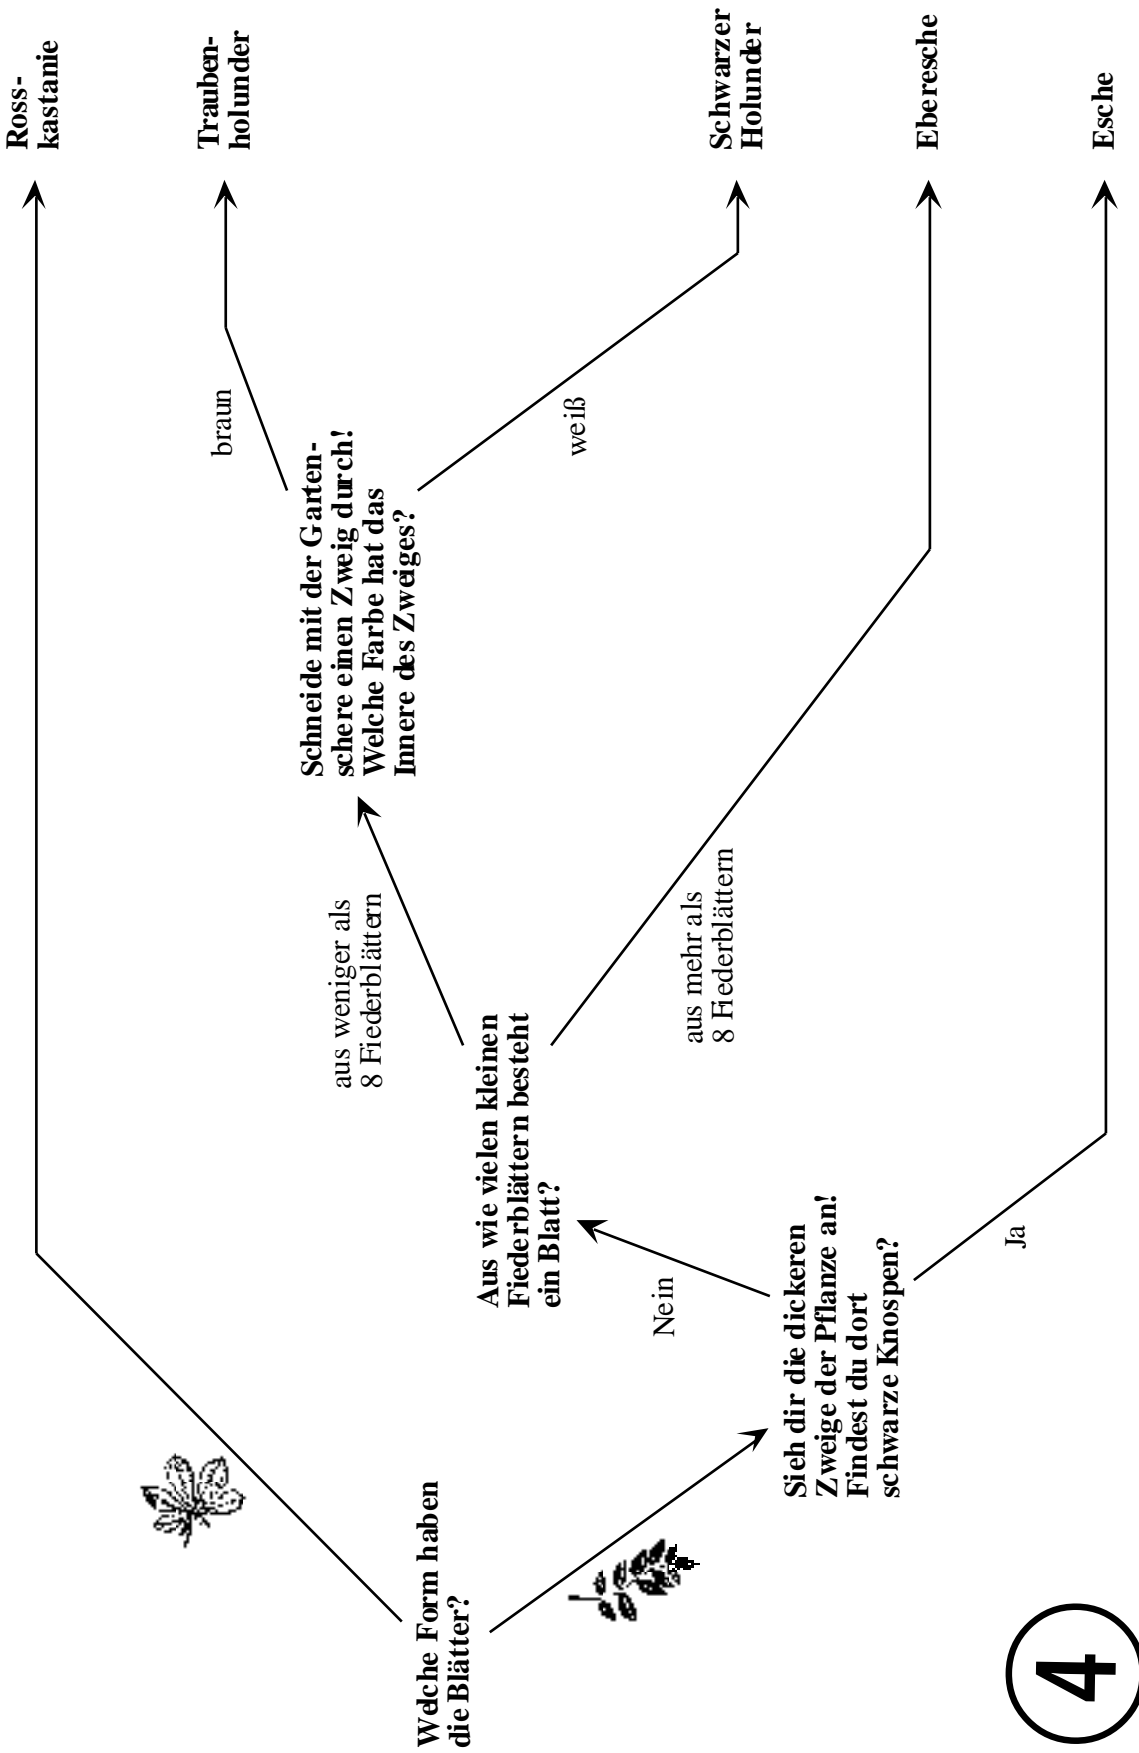 Welche Form haben
die Blätter?
Sieh dir die dickeren
Zweige der Pflanze an!
Findest du dort
schwarze Knospen?
Nein
Ja
Aus wie vielen kleinen
Fiederblättern besteht
ein Blatt?
aus weniger als
8 Fiederblättern
aus mehr als
8 Fiederblättern
Schneide mit der Garten-
schere einen Zweig durch!
Welche Farbe hat das
Innere des Zweiges?
braun
weiß
Ross-
kastanie
Trauben-
holunder
Schwarzer
Holunder
Eberesche
Esche
4